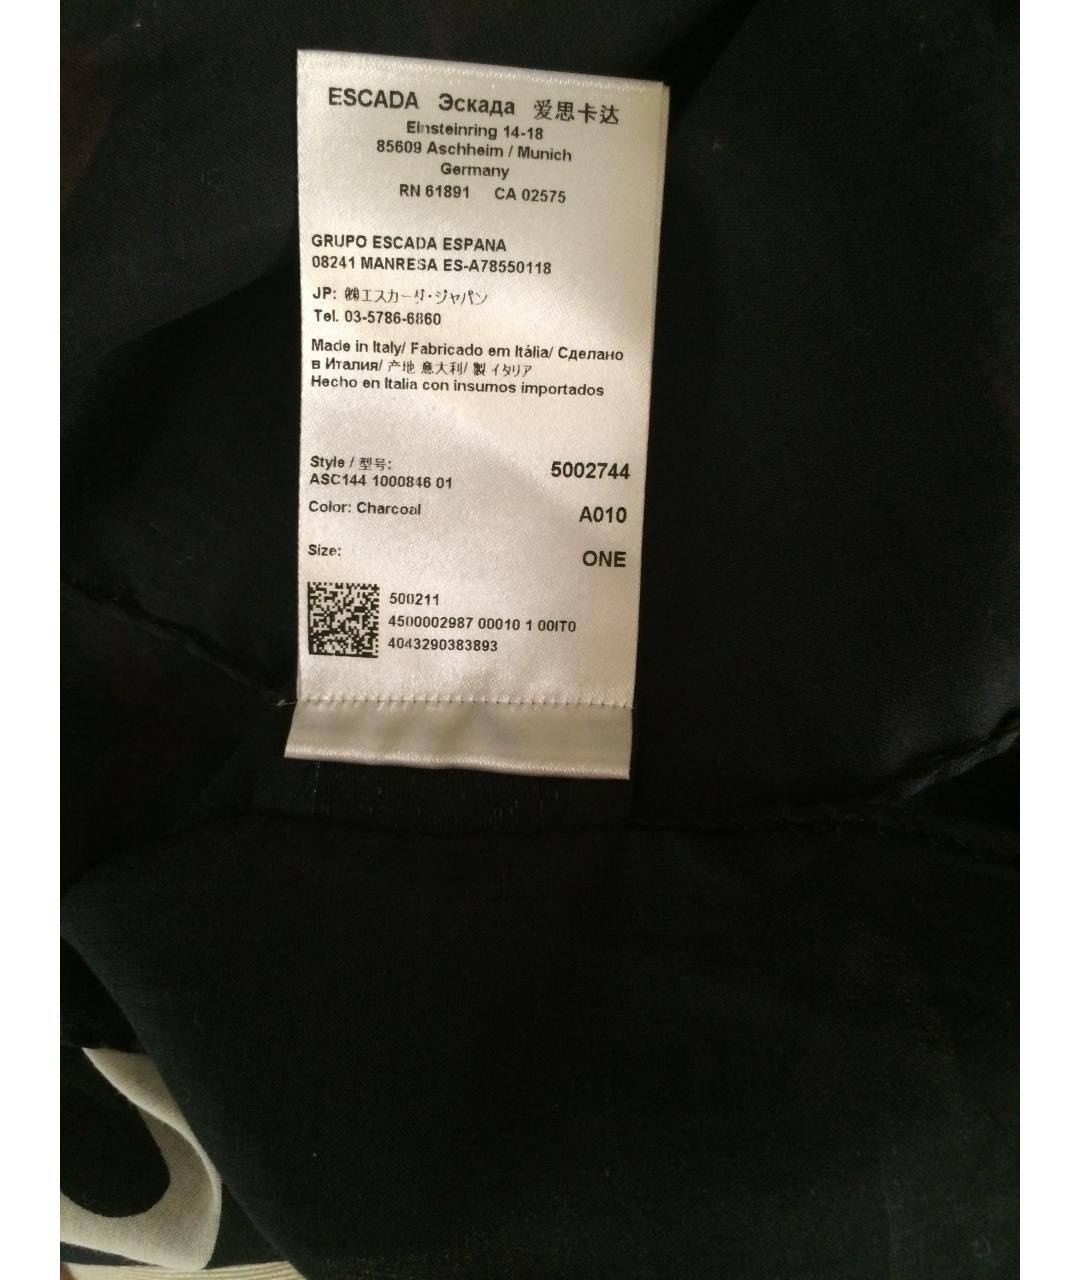 ESCADA Эскада 爱思卡达
Einsteinring 14-18
85609 Aschheim / Munich
Germany
RN 61891 CA 02575
GRUPO ESCADA ESPANA
08241 MANRESA ES-A78550118
JP: ㈱エスカーダ・ジャパン
Tel. 03-5786-6860
Made in Italy/ Fabricado em Itália/ Сделано
в Италия/ 产地 意大利/ 製 イタリア
Hecho en Italia con insumos importados
Style / 型号: 5002744
ASC144 1000846 01
Color: Charcoal A010
Size: ONE
500211
4500002987 00010 1 00IT0
4043290383893